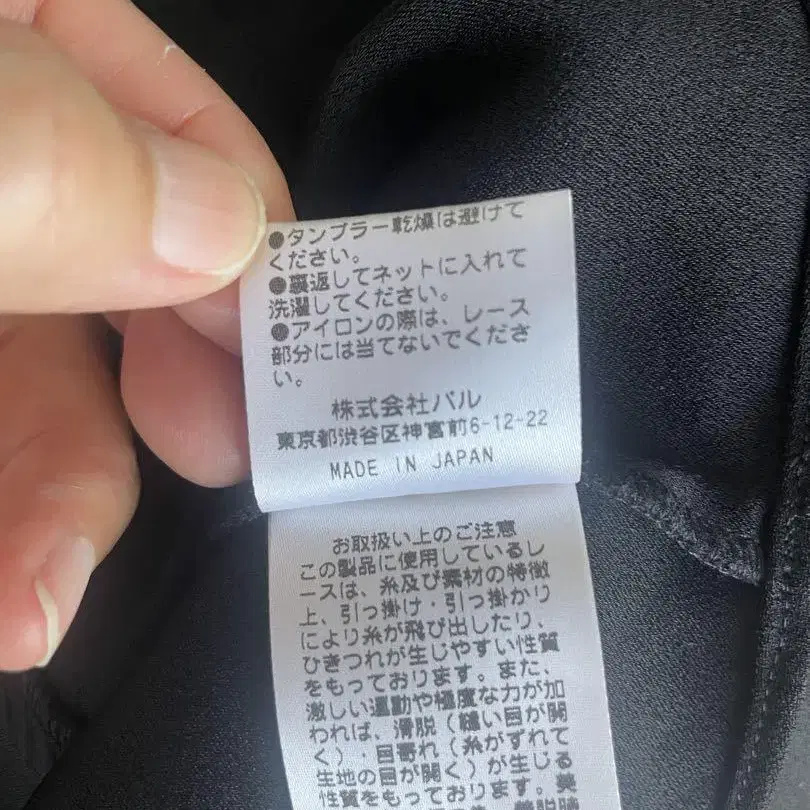 ●タンブラー乾燥は避けて
ください。
●裏返してネットに入れて
洗濯してください。
●アイロンの際は、レース
部分には当てないでくださ
い。
株式会社パル
東京都渋谷区神宮前6-12-22
MADE IN JAPAN
お取扱い上のご注意
この製品に使用しているレ
ースは、糸及び素材の特徴
上、引っ掛け・引っ掛かり
により糸が飛び出したり、
ひきつれが生じやすい性質
をもっております。また、
激しい運動や極度な力が加
われば、滑脱（縫い目が開
く）・目寄れ（糸がずれて
生地の目が開く）が生じる
性質をもっております。美